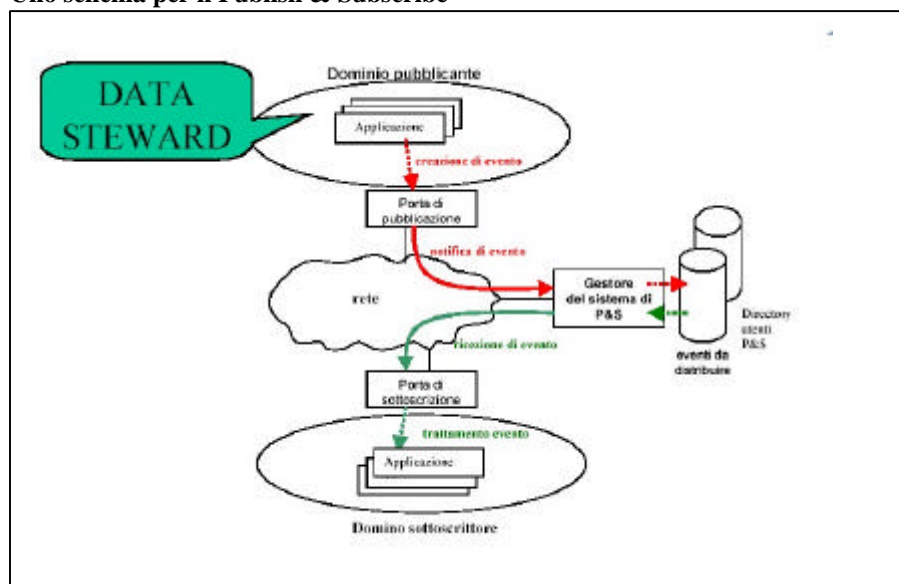 Uno schema per il Publish & Subscribe
Dominio pubblicante
DATA
STEWARD
Applicazione
creazione di evento
Porta di
pubblicazione
notifica di evento
rete
Gestore
del sistema di
P&S
Directory
utenti
P&S
eventi da
distribuire
ricezione di evento
Porta di
sottoscrizione
trattamento evento
Applicazione
Domino sottoscrittore